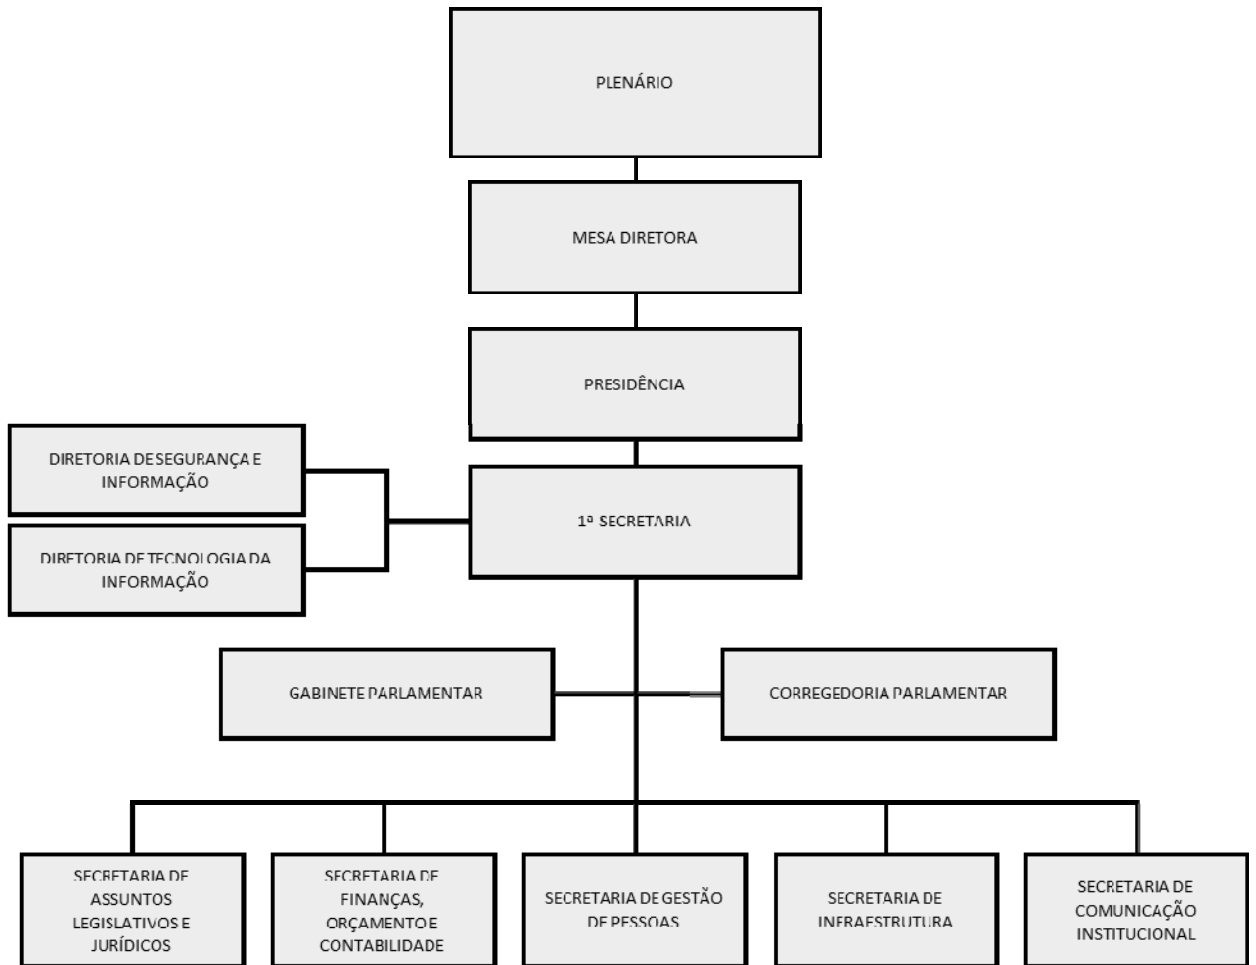 PLENÁRIO
MESA DIRETORA
PRESIDÊNCIA
DIRETORIA DE SEGURANÇA E
INFORMAÇÃO
1ª SECRETARIA
DIRETORIA DE TECNOLOGIA DA
INFORMAÇÃO
GABINETE PARLAMENTAR
CORREGEDORIA PARLAMENTAR
SECRETARIA DE
ASSUNTOS
LEGISLATIVOS E
JURÍDICOS
SECRETARIA DE
FINANÇAS,
ORÇAMENTO E
CONTABILIDADE
SECRETARIA DE GESTÃO
DE PESSOAS
SECRETARIA DE
INFRAESTRUTURA
SECRETARIA DE
COMUNICAÇÃO
INSTITUCIONAL